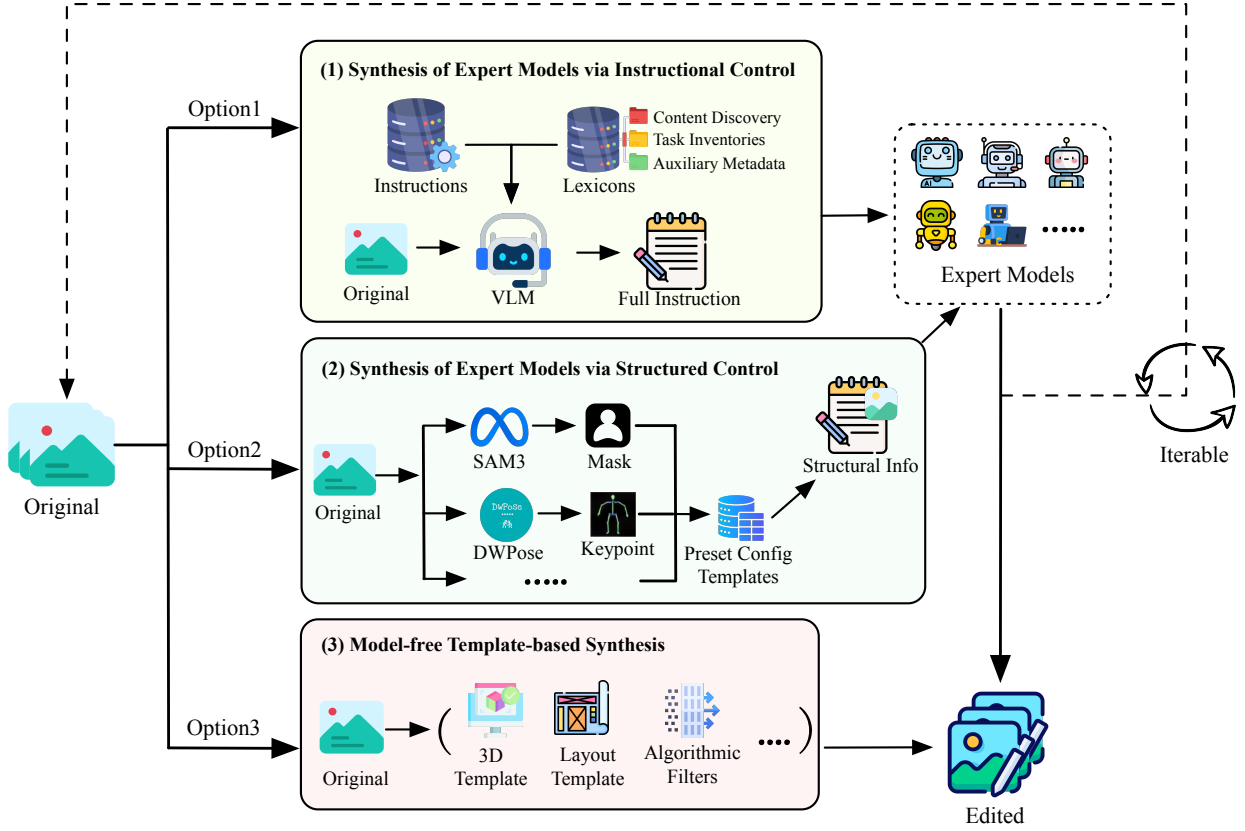 Option1
(1) Synthesis of Expert Models via Instructional Control
Instructions
Lexicons
Content Discovery
Task Inventories
Auxiliary Metadata
Original
VLM
Full Instruction
AI
Expert Models
Original
Option2
(2) Synthesis of Expert Models via Structured Control
Original
SAM3
Mask
DWPose
DWPose
Keypoint
Preset Config
Templates
Structural Info
Iterable
Option3
(3) Model-free Template-based Synthesis
Original
3D
Template
Layout
Template
Algorithmic
Filters
Edited